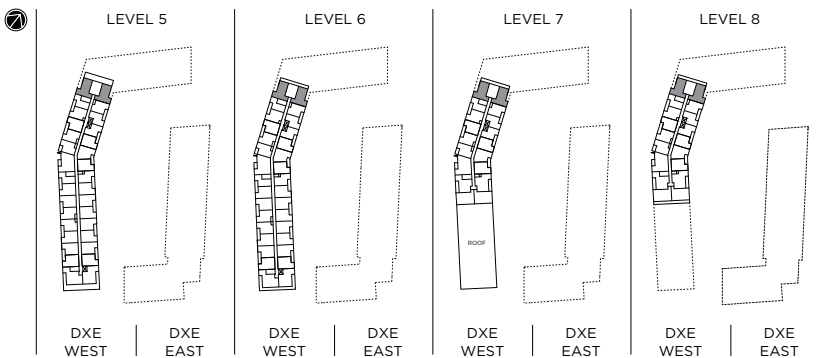 LEVEL 5
LEVEL 6
LEVEL 7
LEVEL 8
ROOF
DXE WEST
DXE EAST
DXE WEST
DXE EAST
DXE WEST
DXE EAST
DXE WEST
DXE EAST